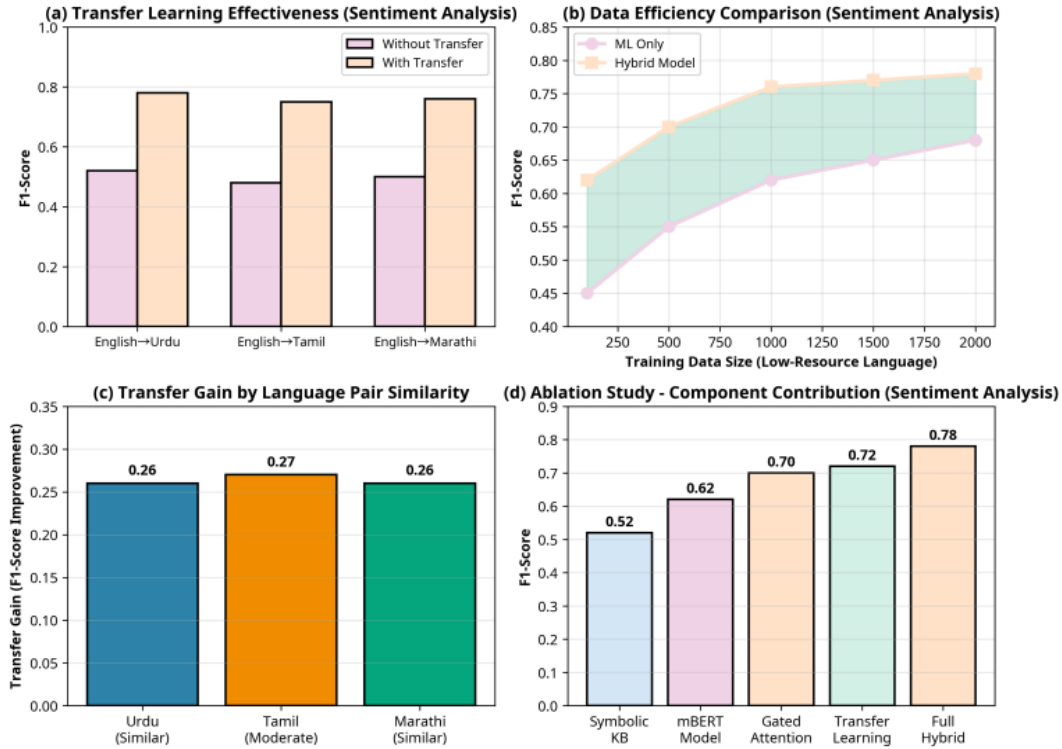 (a) Transfer Learning Effectiveness (Sentiment Analysis)
1.0
0.8
0.6
0.4
0.2
0.0
F1-Score
Without Transfer
With Transfer
English→Urdu
English→Tamil
English→Marathi
(b) Data Efficiency Comparison (Sentiment Analysis)
0.85
0.80
0.75
0.70
0.65
0.60
0.55
0.50
0.45
0.40
F1-Score
ML Only
Hybrid Model
250
500
750
1000
1250
1500
1750
2000
Training Data Size (Low-Resource Language)
(c) Transfer Gain by Language Pair Similarity
0.35
0.30
0.25
0.20
0.15
0.10
0.05
0.00
Transfer Gain (F1-Score Improvement)
0.26
0.27
0.26
Urdu
(Similar)
Tamil
(Moderate)
Marathi
(Similar)
(d) Ablation Study - Component Contribution (Sentiment Analysis)
0.9
0.8
0.7
0.6
0.5
0.4
0.3
0.2
0.1
0.0
F1-Score
0.52
0.62
0.70
0.72
0.78
Symbolic
KB
mBERT
Model
Gated
Attention
Transfer
Learning
Full
Hybrid